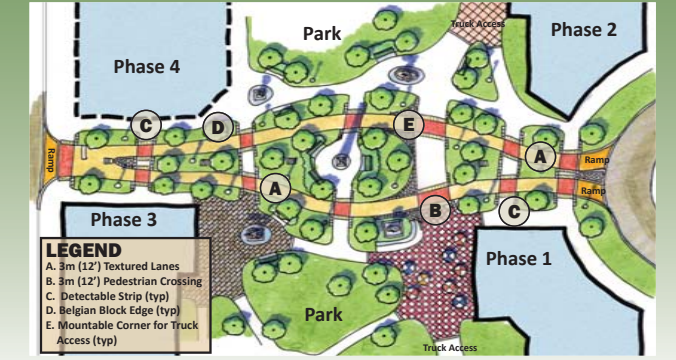 Truck Access
Park
Phase 2
Phase 4
C
D
E
A
Ramp
Ramp
A
Ramp
B
C
Phase 3
LEGEND
A. 3m (12') Textured Lanes
B. 3m (12') Pedestrian Crossing
C. Detectable Strip (typ)
D. Belgian Block Edge (typ)
E. Mountable Corner for Truck
Access (typ)
Phase 1
Park
Truck Access